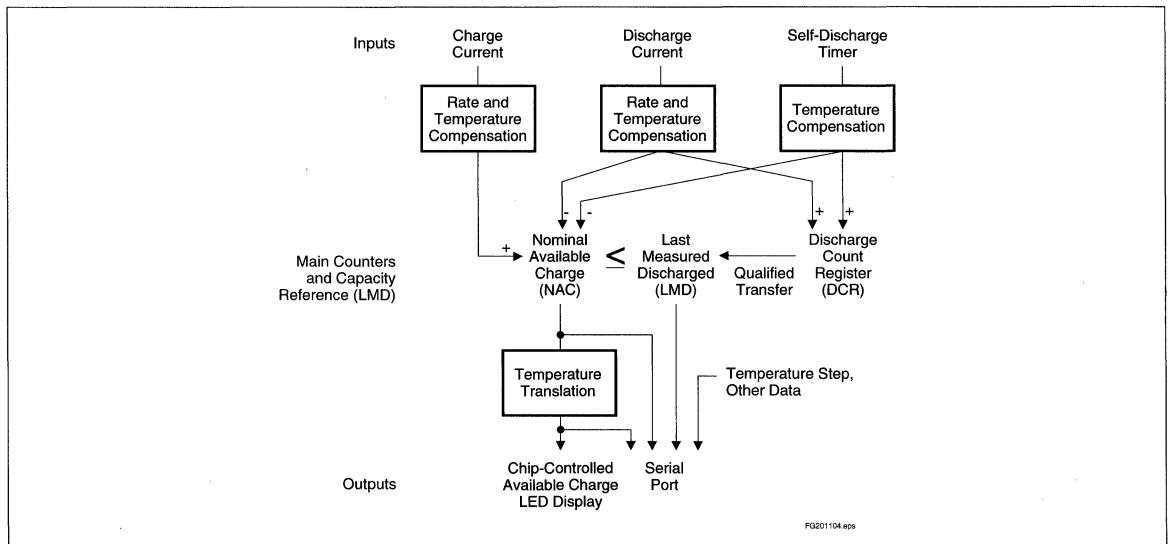 Inputs
Charge
Current
Discharge
Current
Self-Discharge
Timer
Rate and
Temperature
Compensation
Rate and
Temperature
Compensation
Temperature
Compensation
-
-
+
+
+
Main Counters
and Capacity
Reference (LMD)
Nominal
Available
Charge
(NAC)
≤
Last
Measured
Discharged
(LMD)
Qualified
Transfer
Discharge
Count
Register
(DCR)
Temperature
Translation
Temperature Step,
Other Data
Outputs
Chip-Controlled
Available Charge
LED Display
Serial
Port
FG201104.eps